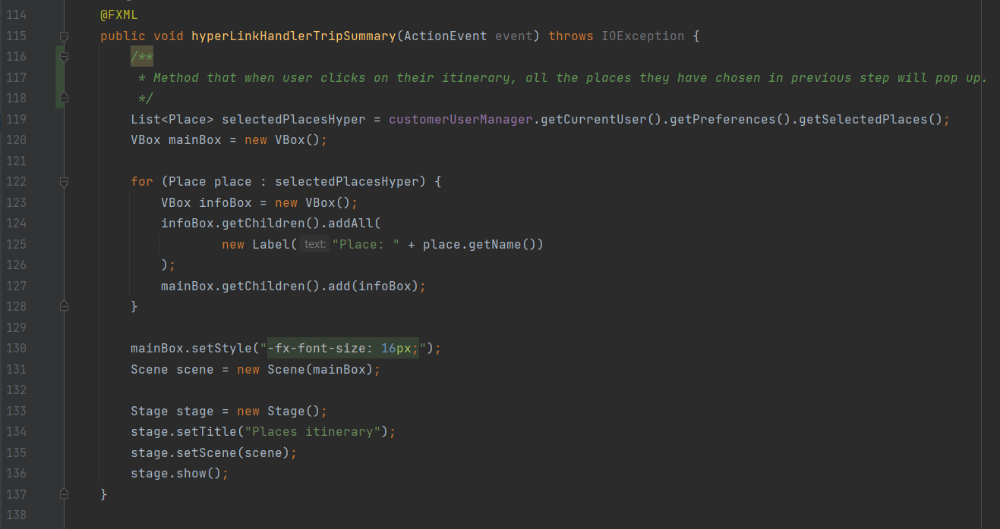 114 @FXML
115 public void hyperLinkHandlerTripSummary(ActionEvent event) throws IOException {
116 /**
117 * Method that when user clicks on their itinerary, all the places they have chosen in previous step will pop up.
118 */
119 List<Place> selectedPlacesHyper = customerUserManager.getCurrentUser().getPreferences().getSelectedPlaces();
120 VBox mainBox = new VBox();
121
122 for (Place place : selectedPlacesHyper) {
123 VBox infoBox = new VBox();
124 infoBox.getChildren().addAll(
125 new Label( text: "Place: " + place.getName())
126 );
127 mainBox.getChildren().add(infoBox);
128 }
129
130 mainBox.setStyle("-fx-font-size: 16px;");
131 Scene scene = new Scene(mainBox);
132
133 Stage stage = new Stage();
134 stage.setTitle("Places itinerary");
135 stage.setScene(scene);
136 stage.show();
137 }
138